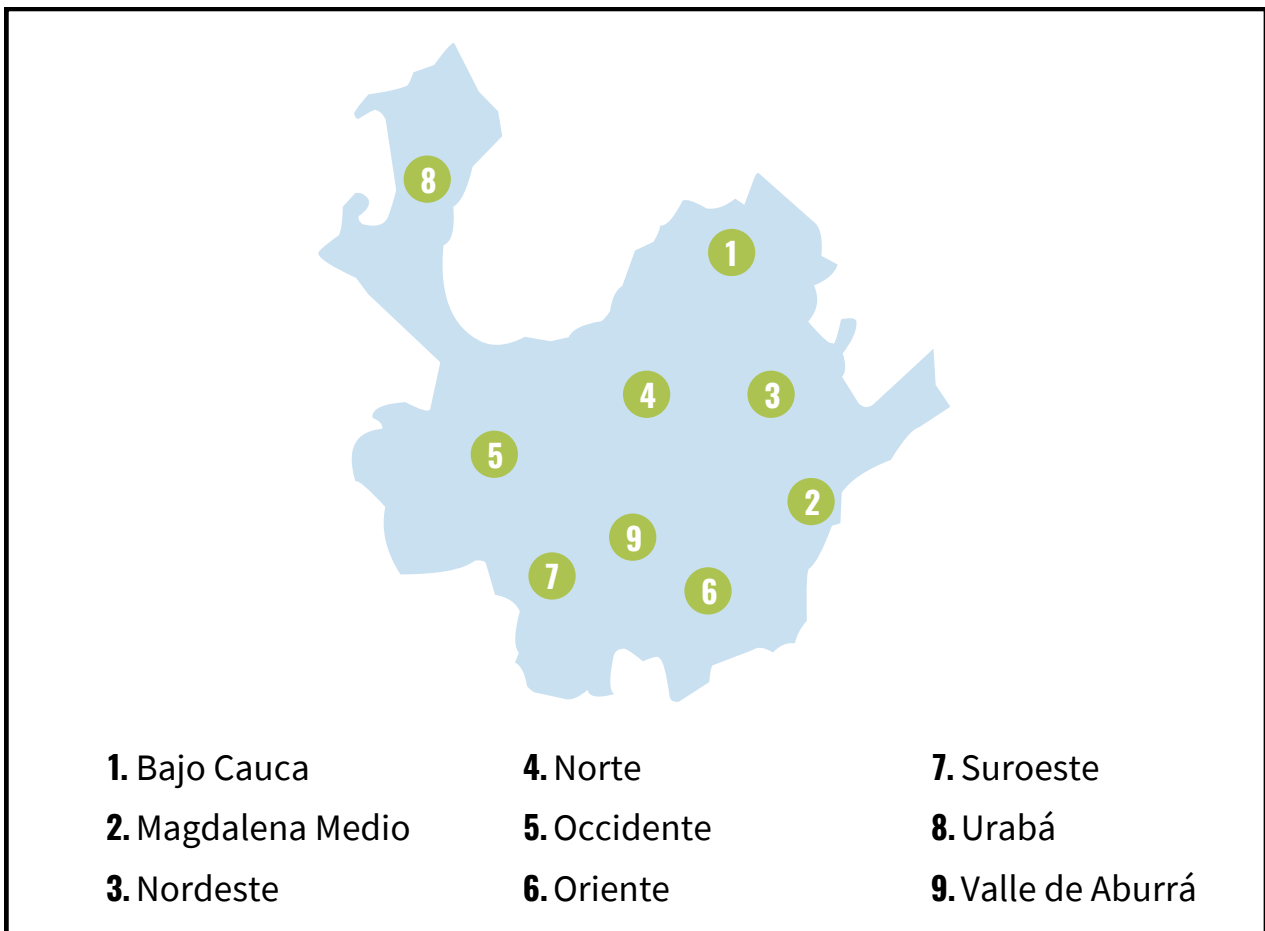 8
1
4
3
5
2
9
7
6
1. Bajo Cauca
2. Magdalena Medio
3. Nordeste
4. Norte
5. Occidente
6. Oriente
7. Suroeste
8. Urabá
9. Valle de Aburrá